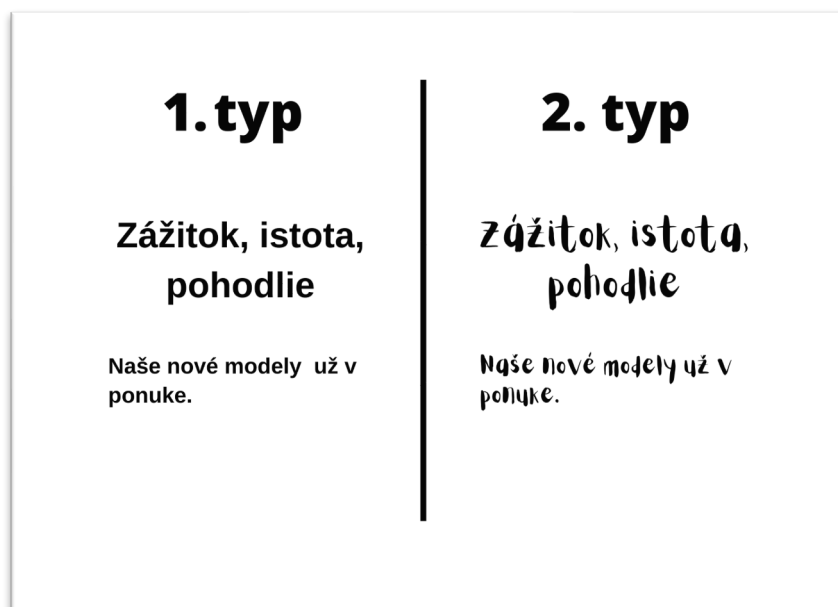 1. typ
Zážitok, istota,
pohodlie
Naše nové modely  už v
ponuke.
2. typ
Zážitok, istota,
pohodlie
Naše nové modely už v
ponuke.